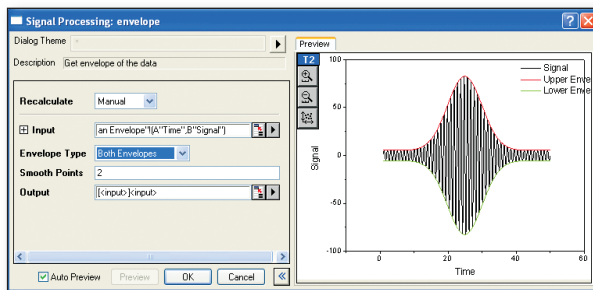 Signal Processing: envelope
Dialog Theme *
Description Get envelope of the data
Recalculate Manual
Input an Envelope"!(A"Time",B"Signal")
Envelope Type Both Envelopes
Smooth Points 2
Output [<input>]<input>
Auto Preview Preview OK Cancel
Preview
T2
100
50
0
-50
-100
Signal
0 20 40 60
Time
Signal
Upper Enve
Lower Enve